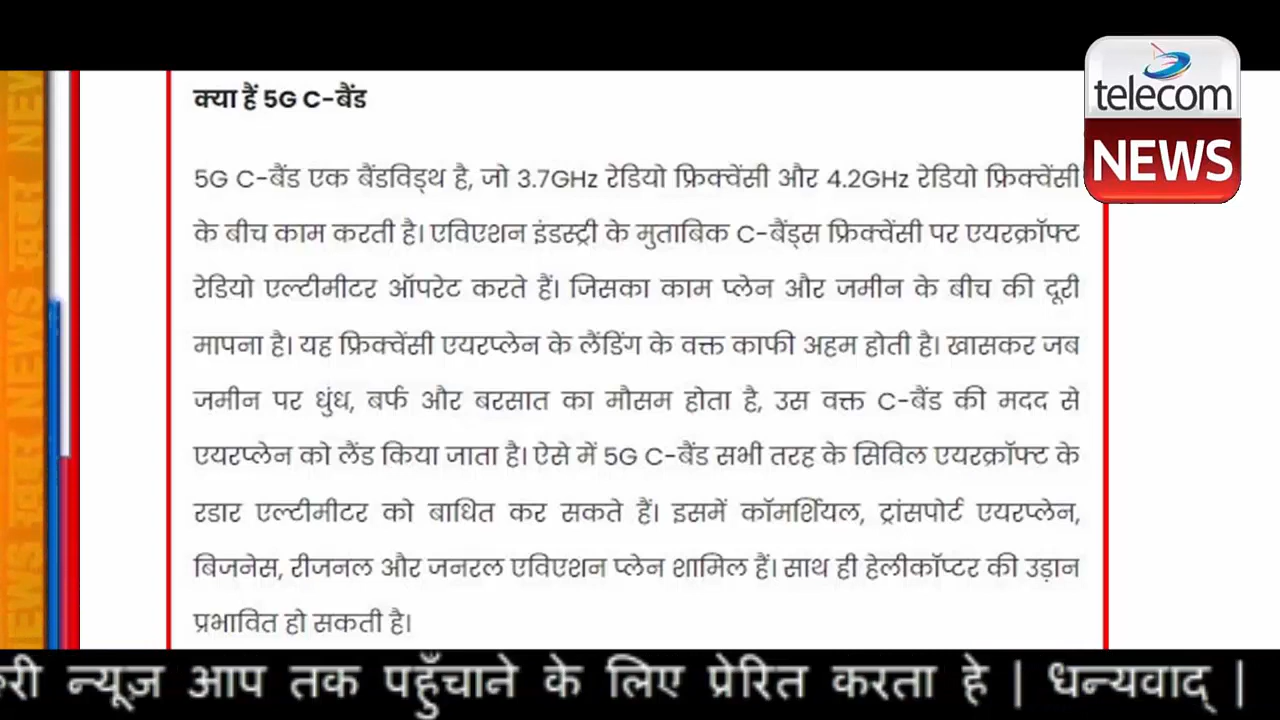 क्या हैं 5G C-बैंड
telecom
NEWS
5G C-बैंड एक बैंडविड्थ है, जो 3.7GHz रेडियो फ्रिक्वेंसी और 4.2GHz रेडियो फ्रिक्वेंसी
के बीच काम करती है। एविएशन इंडस्ट्री के मुताबिक C-बैंड्स फ्रिक्वेंसी पर एयरक्रॉफ्ट
रेडियो एल्टीमीटर ऑपरेट करते हैं। जिसका काम प्लेन और जमीन के बीच की दूरी
मापना है। यह फ्रिक्वेंसी एयरप्लेन के लैंडिंग के वक्त काफी अहम होती है। खासकर जब
जमीन पर धुंध, बर्फ और बरसात का मौसम होता है, उस वक्त C-बैंड की मदद से
एयरप्लेन को लैंड किया जाता है। ऐसे में 5G C-बैंड सभी तरह के सिविल एयरक्रॉफ्ट के
रडार एल्टीमीटर को बाधित कर सकते हैं। इसमें कॉमर्शियल, ट्रांसपोर्ट एयरप्लेन,
बिजनेस, रीजनल और जनरल एविएशन प्लेन शामिल हैं। साथ ही हेलीकॉप्टर की उड़ान
प्रभावित हो सकती है।
न्यूज़ आप तक पहुँचाने के लिए प्रेरित करता हे | धन्यवाद् |